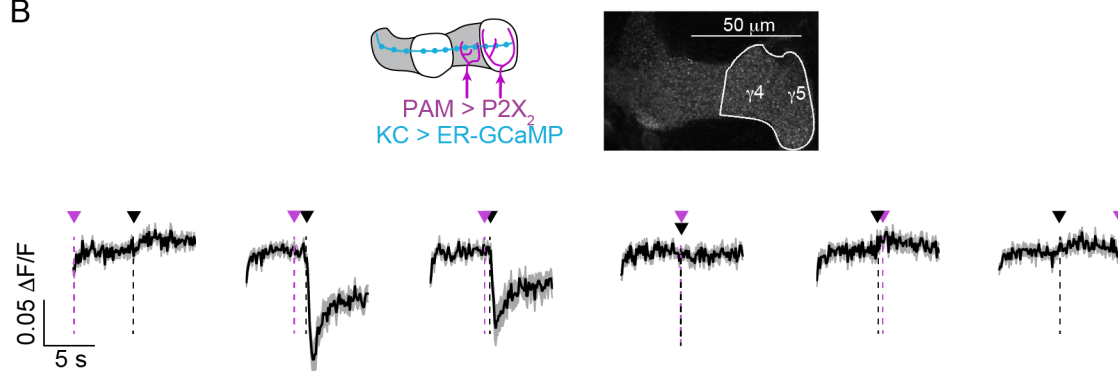 B
50 μm
γ4
γ5
PAM > P2X₂
KC > ER-GCaMP
0.05 ΔF/F
5 s